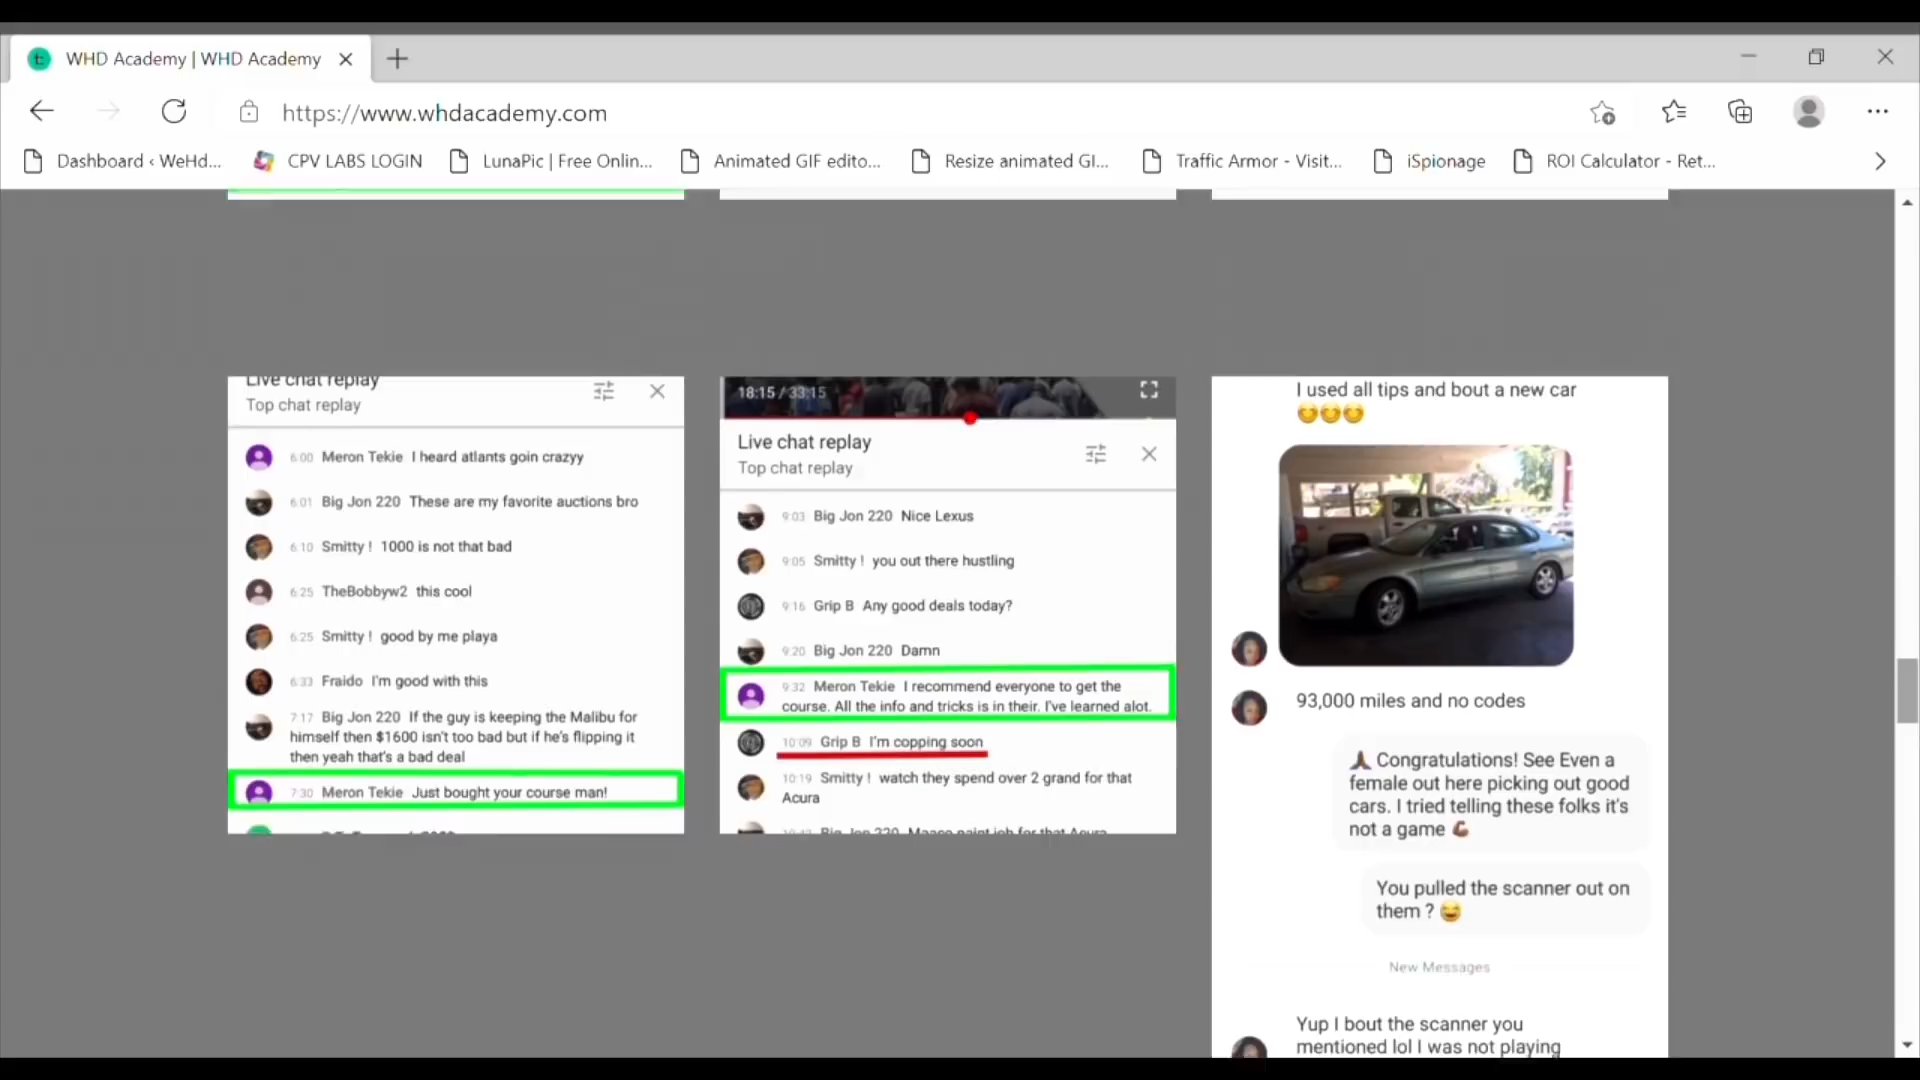 WHD Academy | WHD Academy
https://www.whdacademy.com
Dashboard ‹ WeHd...
CPV LABS LOGIN
LunaPic | Free Onlin...
Animated GIF edito...
Resize animated GI...
Traffic Armor - Visit...
iSpionage
ROI Calculator - Ret...
Live chat replay
Top chat replay
6:00 Meron Tekie I heard atlants goin crazyy
6:01 Big Jon 220 These are my favorite auctions bro
6:10 Smitty ! 1000 is not that bad
6:25 TheBobbyw2 this cool
6:25 Smitty ! good by me playa
6:33 Fraido I'm good with this
7:17 Big Jon 220 If the guy is keeping the Malibu for
himself then $1600 isn't too bad but if he's flipping it
then yeah that's a bad deal
7:30 Meron Tekie Just bought your course man!
18:15 / 33:15
Live chat replay
Top chat replay
9:03 Big Jon 220 Nice Lexus
9:05 Smitty ! you out there hustling
9:16 Grip B Any good deals today?
9:20 Big Jon 220 Damn
9:32 Meron Tekie I recommend everyone to get the
course. All the info and tricks is in their. I've learned alot.
10:09 Grip B I'm copping soon
10:19 Smitty ! watch they spend over 2 grand for that
Acura
Big Jon 220 Maaco paint job for that Acura
I used all tips and bout a new car
😊😊😊
93,000 miles and no codes
🙏🏾 Congratulations! See Even a
female out here picking out good
cars. I tried telling these folks it's
not a game 💪🏾
You pulled the scanner out on
them ? 😂
New Messages
Yup I bout the scanner you
mentioned lol I was not playing